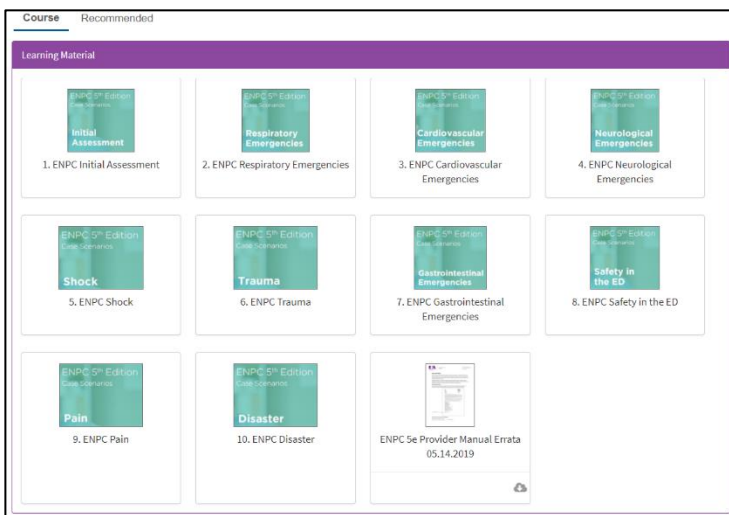 Course Recommended
Learning Material
ENPC 5th Edition
Case Scenarios
Initial
Assessment
1. ENPC Initial Assessment
ENPC 5th Edition
Case Scenarios
Respiratory
Emergencies
2. ENPC Respiratory Emergencies
ENPC 5th Edition
Case Scenarios
Cardiovascular
Emergencies
3. ENPC Cardiovascular
Emergencies
ENPC 5th Edition
Case Scenarios
Neurological
Emergencies
4. ENPC Neurological
Emergencies
ENPC 5th Edition
Case Scenarios
Shock
5. ENPC Shock
ENPC 5th Edition
Case Scenarios
Trauma
6. ENPC Trauma
ENPC 5th Edition
Case Scenarios
Gastrointestinal
Emergencies
7. ENPC Gastrointestinal
Emergencies
ENPC 5th Edition
Case Scenarios
Safety in
the ED
8. ENPC Safety in the ED
ENPC 5th Edition
Case Scenarios
Pain
9. ENPC Pain
ENPC 5th Edition
Case Scenarios
Disaster
10. ENPC Disaster
ENPC 5e Provider Manual Errata
05.14.2019